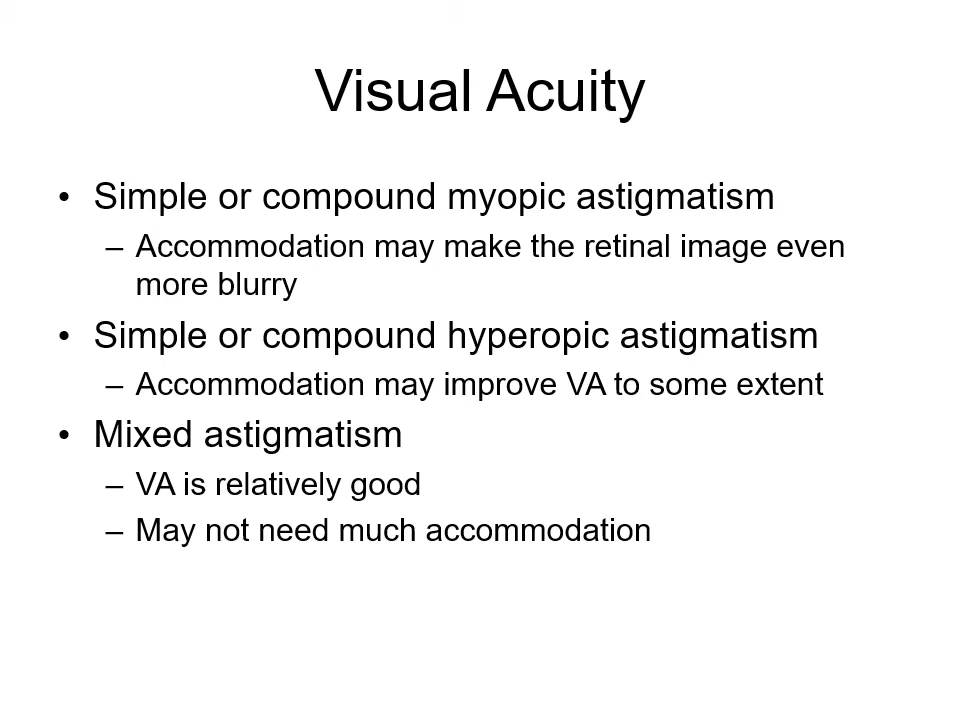 Visual Acuity
• Simple or compound myopic astigmatism
– Accommodation may make the retinal image even
more blurry
• Simple or compound hyperopic astigmatism
– Accommodation may improve VA to some extent
• Mixed astigmatism
– VA is relatively good
– May not need much accommodation